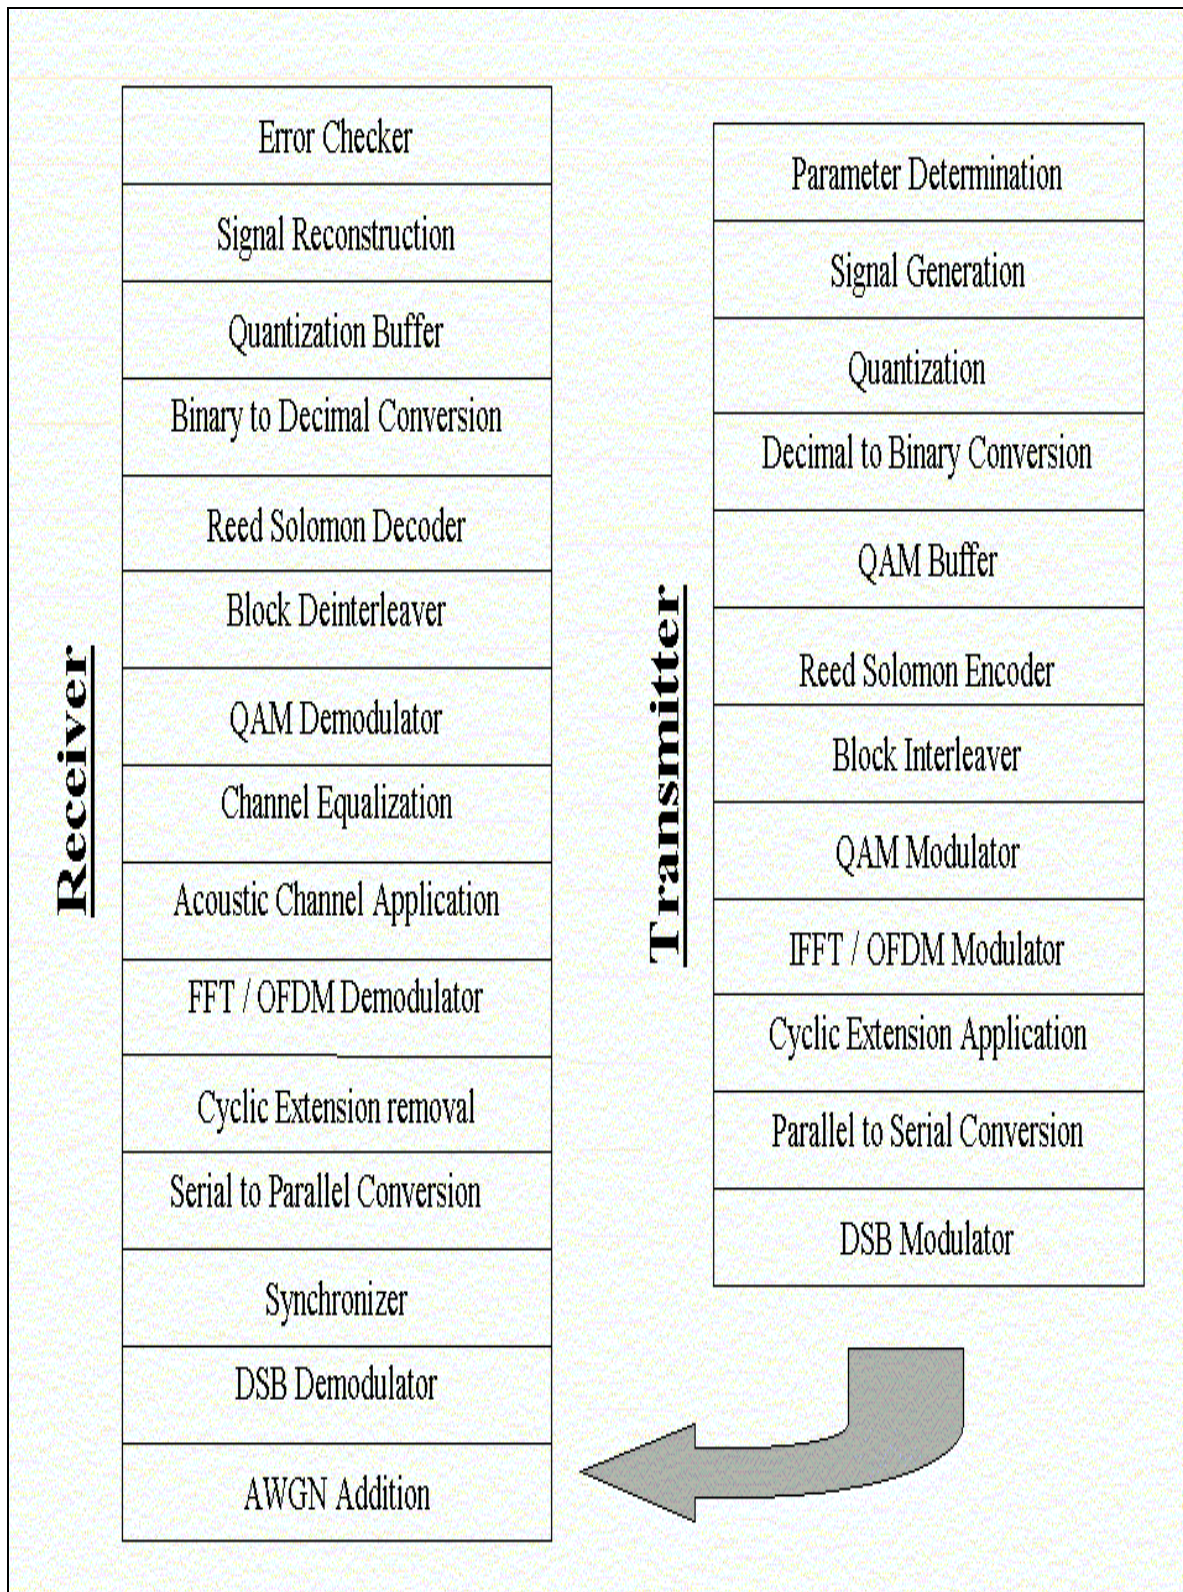 Receiver
Error Checker
Signal Reconstruction
Quantization Buffer
Binary to Decimal Conversion
Reed Solomon Decoder
Block Deinterleaver
QAM Demodulator
Channel Equalization
Acoustic Channel Application
FFT / OFDM Demodulator
Cyclic Extension removal
Serial to Parallel Conversion
Synchronizer
DSB Demodulator
AWGN Addition
Transmitter
Parameter Determination
Signal Generation
Quantization
Decimal to Binary Conversion
QAM Buffer
Reed Solomon Encoder
Block Interleaver
QAM Modulator
IFFT / OFDM Modulator
Cyclic Extension Application
Parallel to Serial Conversion
DSB Modulator